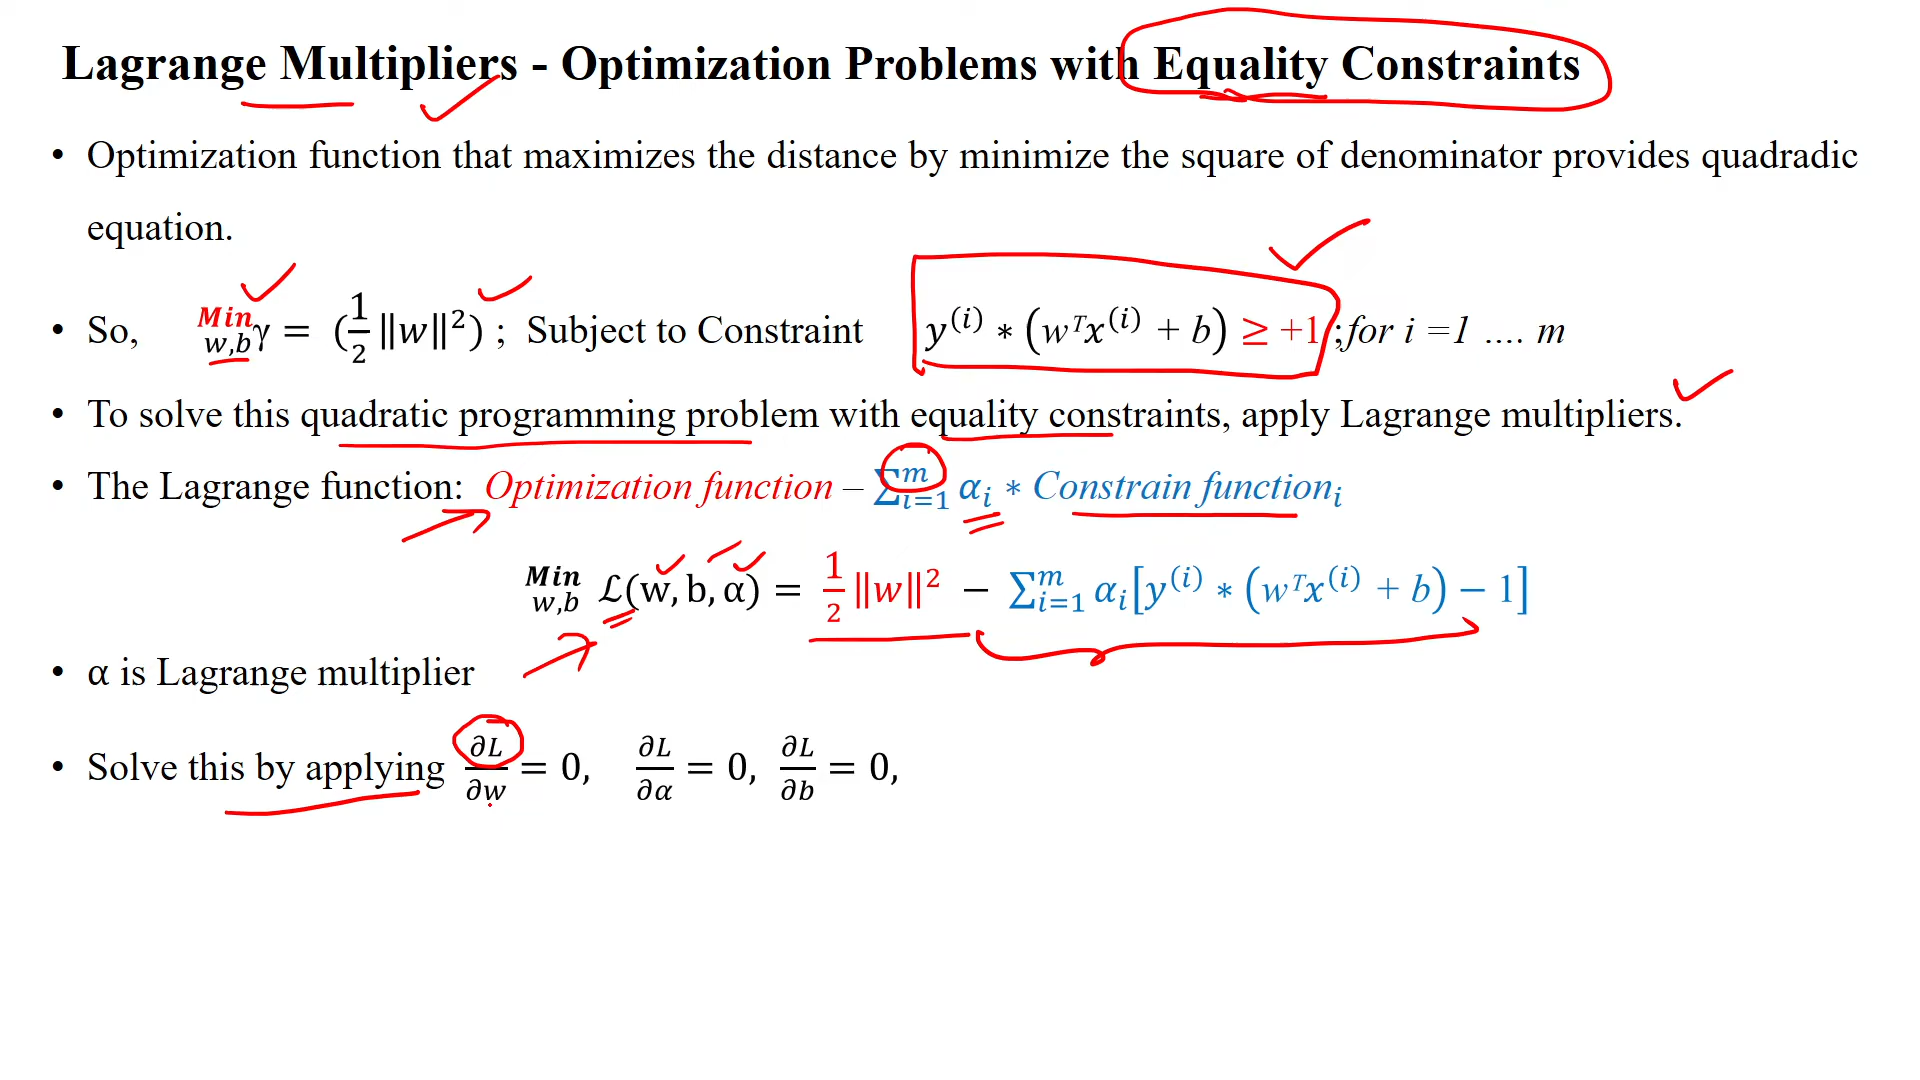 Lagrange Multipliers - Optimization Problems with Equality Constraints
• Optimization function that maximizes the distance by minimize the square of denominator provides quadradic
equation.
• So, Min w,b γ = (1/2 ‖w‖²) ; Subject to Constraint y⁽ⁱ⁾ ∗ (wᵀx⁽ⁱ⁾ + b) ≥ +1 ; for i =1 .... m
• To solve this quadratic programming problem with equality constraints, apply Lagrange multipliers.
• The Lagrange function: Optimization function – ∑ᵐᵢ₌₁ αᵢ ∗ Constrain functionᵢ
Min w,b ℒ(w, b, α) = 1/2 ‖w‖² − ∑ᵐᵢ₌₁ αᵢ[y⁽ⁱ⁾ ∗ (wᵀx⁽ⁱ⁾ + b) − 1]
• α is Lagrange multiplier
• Solve this by applying ∂L/∂w = 0, ∂L/∂α = 0, ∂L/∂b = 0,